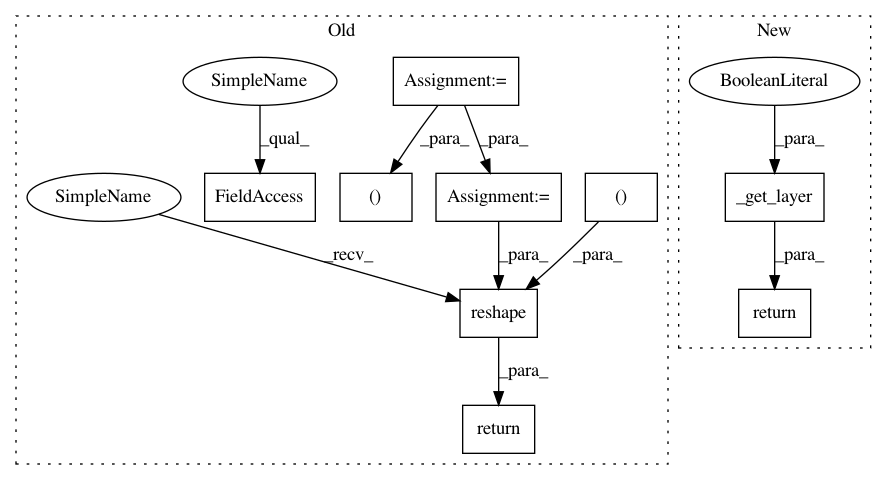 Old
New
SimpleName
Assignment:=
BooleanLiteral
_qual_
_para_
_para_
_para_
SimpleName
FieldAccess
()
Assignment:=
()
_get_layer
_recv_
_para_
_para_
_para_
reshape
return
_para_
return